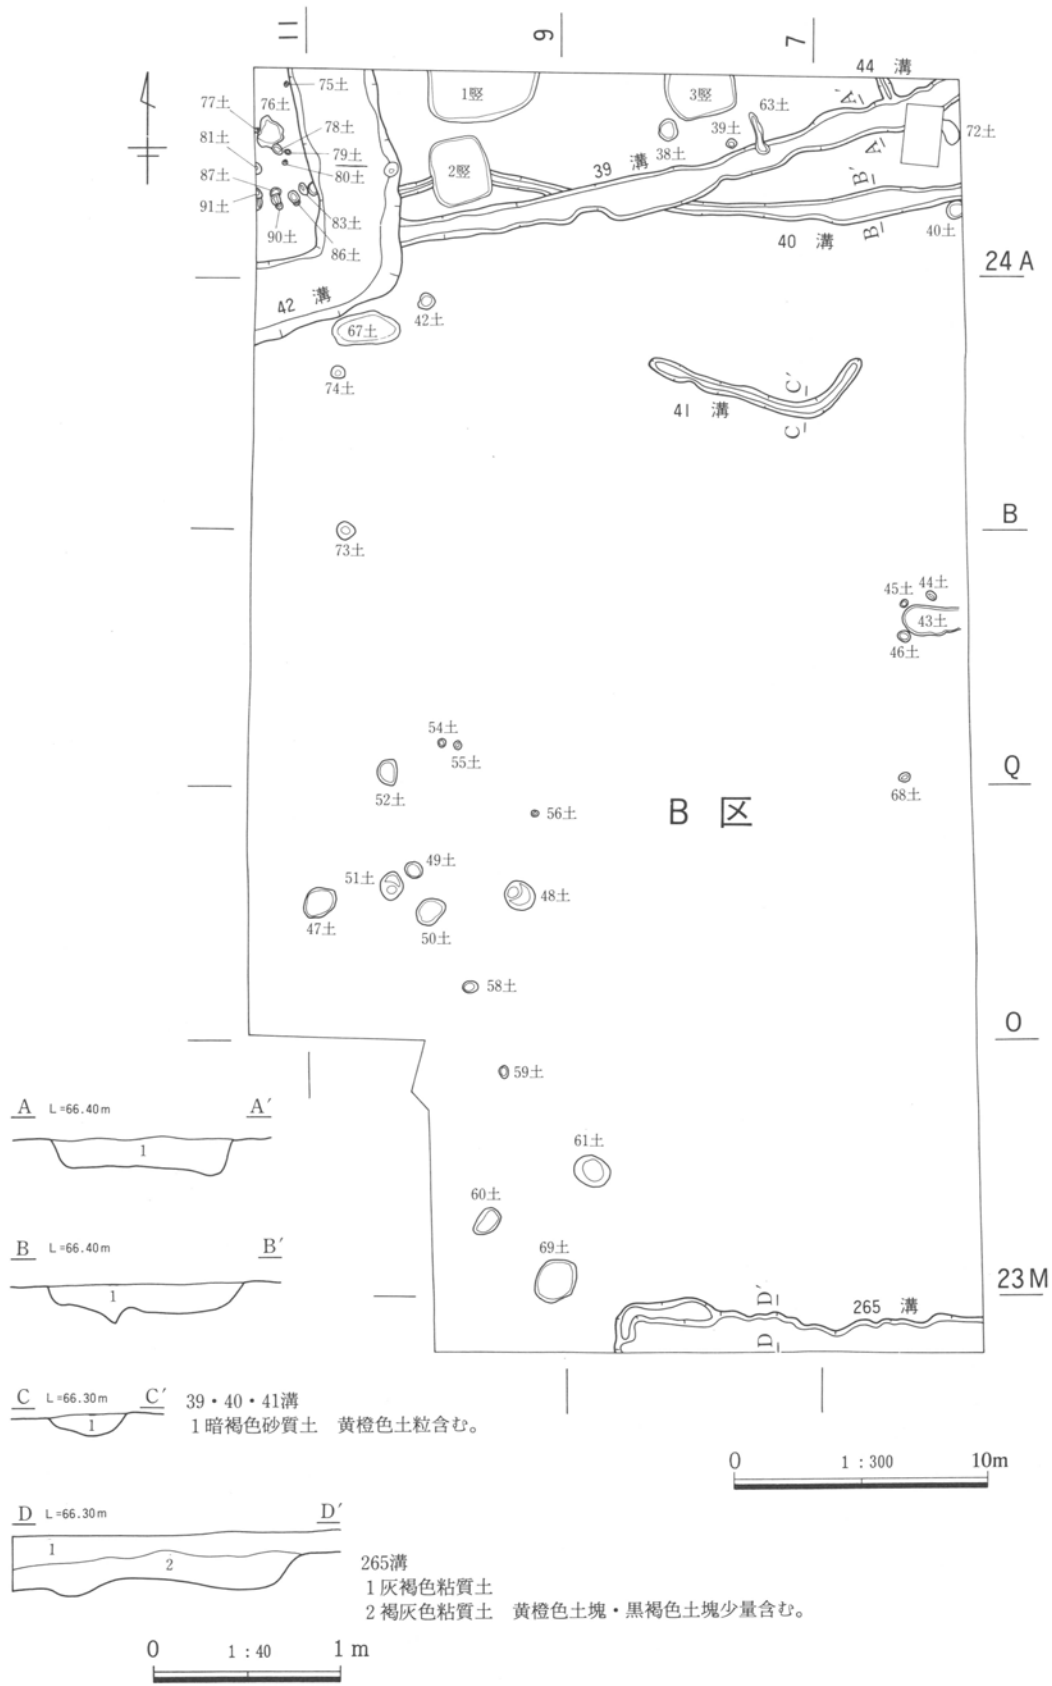 11
9
7
44 溝
75土
77土
76土
1竪
3竪
63土
A′
78土
39土
72土
81土
79土
38土
A
80土
2竪
39 溝
B′
87土
91土
83土
90土
86土
40 溝
B
40土
24A
42 溝
42土
67土
74土
C′
41 溝
C
B
73土
44土
45土
43土
46土
54土
55土
Q
52土
68土
56土
B 区
49土
51土
48土
47土
50土
58土
O
59土
A L=66.40m A′
1
61土
60土
B L=66.40m B′
1
69土
23M
D′
265 溝
D
C L=66.30m C′
1
39・40・41溝
1暗褐色砂質土 黄橙色土粒含む。
0 1:300 10m
D L=66.30m D′
1
2
265溝
1灰褐色粘質土
2褐灰色粘質土 黄橙色土塊・黒褐色土塊少量含む。
0 1:40 1m